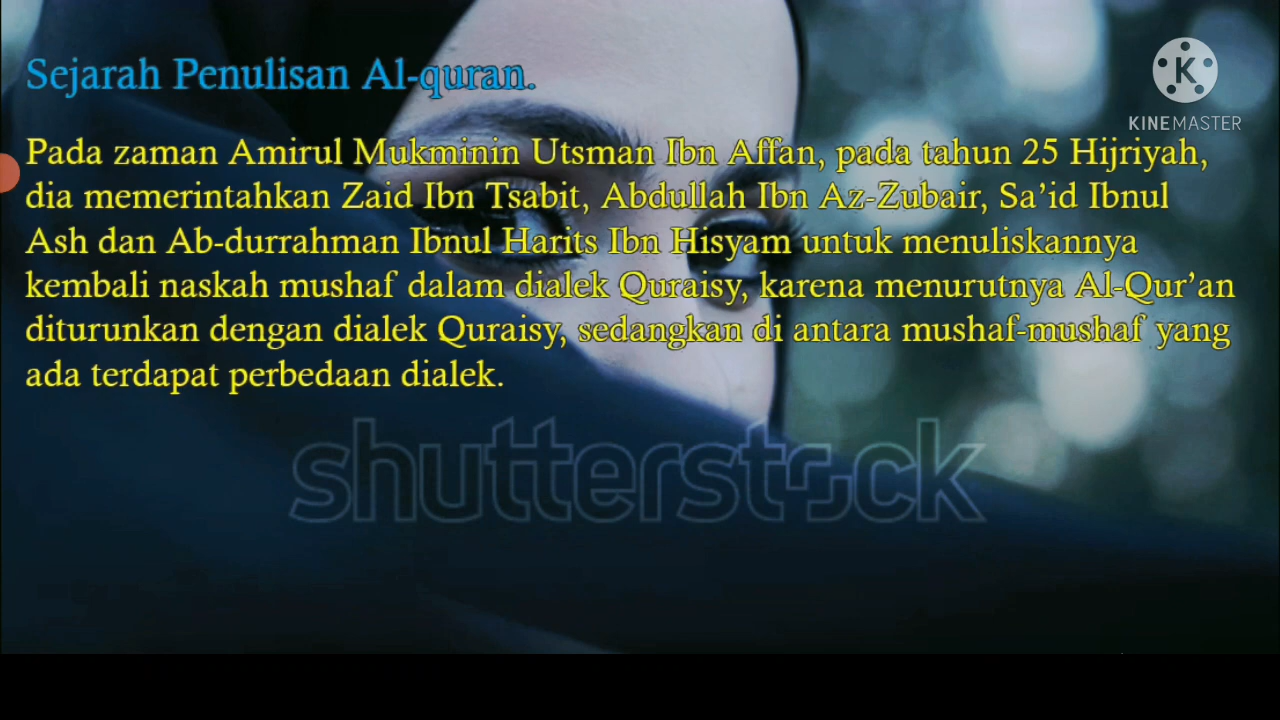 Sejarah Penulisan Al-quran.
K
KINEMASTER
Pada zaman Amirul Mukminin Utsman Ibn Affan, pada tahun 25 Hijriyah,
dia memerintahkan Zaid Ibn Tsabit, Abdullah Ibn Az-Zubair, Sa’id Ibnul
Ash dan Ab-durrahman Ibnul Harits Ibn Hisyam untuk menuliskannya
kembali naskah mushaf dalam dialek Quraisy, karena menurutnya Al-Qur’an
diturunkan dengan dialek Quraisy, sedangkan di antara mushaf-mushaf yang
ada terdapat perbedaan dialek.
shutterstock